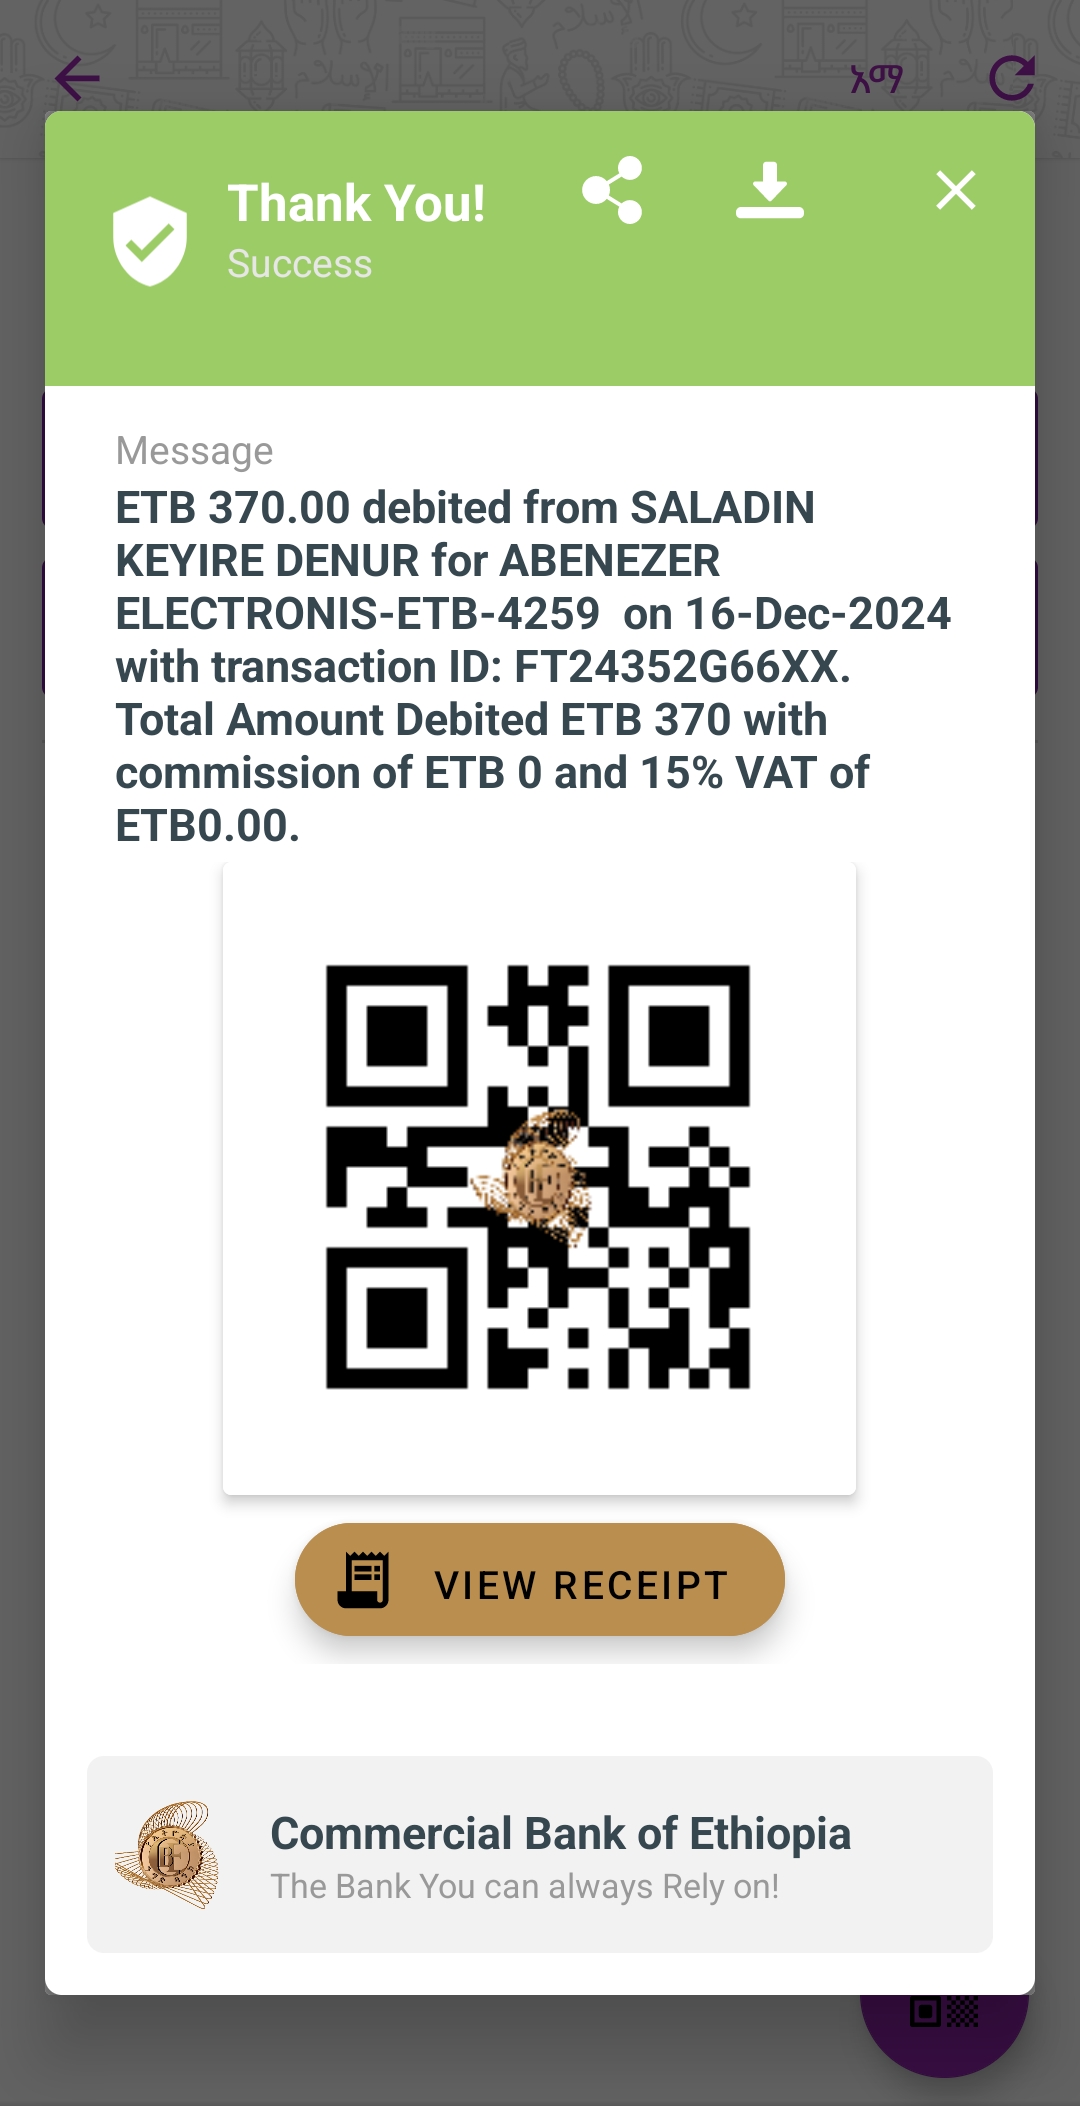 አማ
Thank You!
Success
Message
ETB 370.00 debited from SALADIN
KEYIRE DENUR for ABENEZER
ELECTRONIS-ETB-4259 on 16-Dec-2024
with transaction ID: FT24352G66XX.
Total Amount Debited ETB 370 with
commission of ETB 0 and 15% VAT of
ETB0.00.
VIEW RECEIPT
Commercial Bank of Ethiopia
The Bank You can always Rely on!